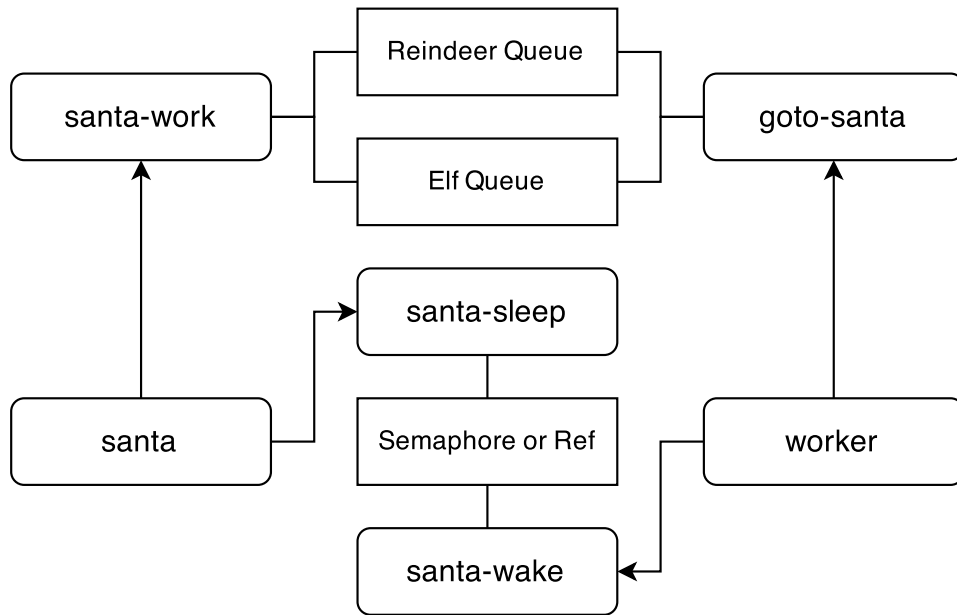 Reindeer Queue
santa-work
goto-santa
Elf Queue
santa-sleep
santa
Semaphore or Ref
worker
santa-wake